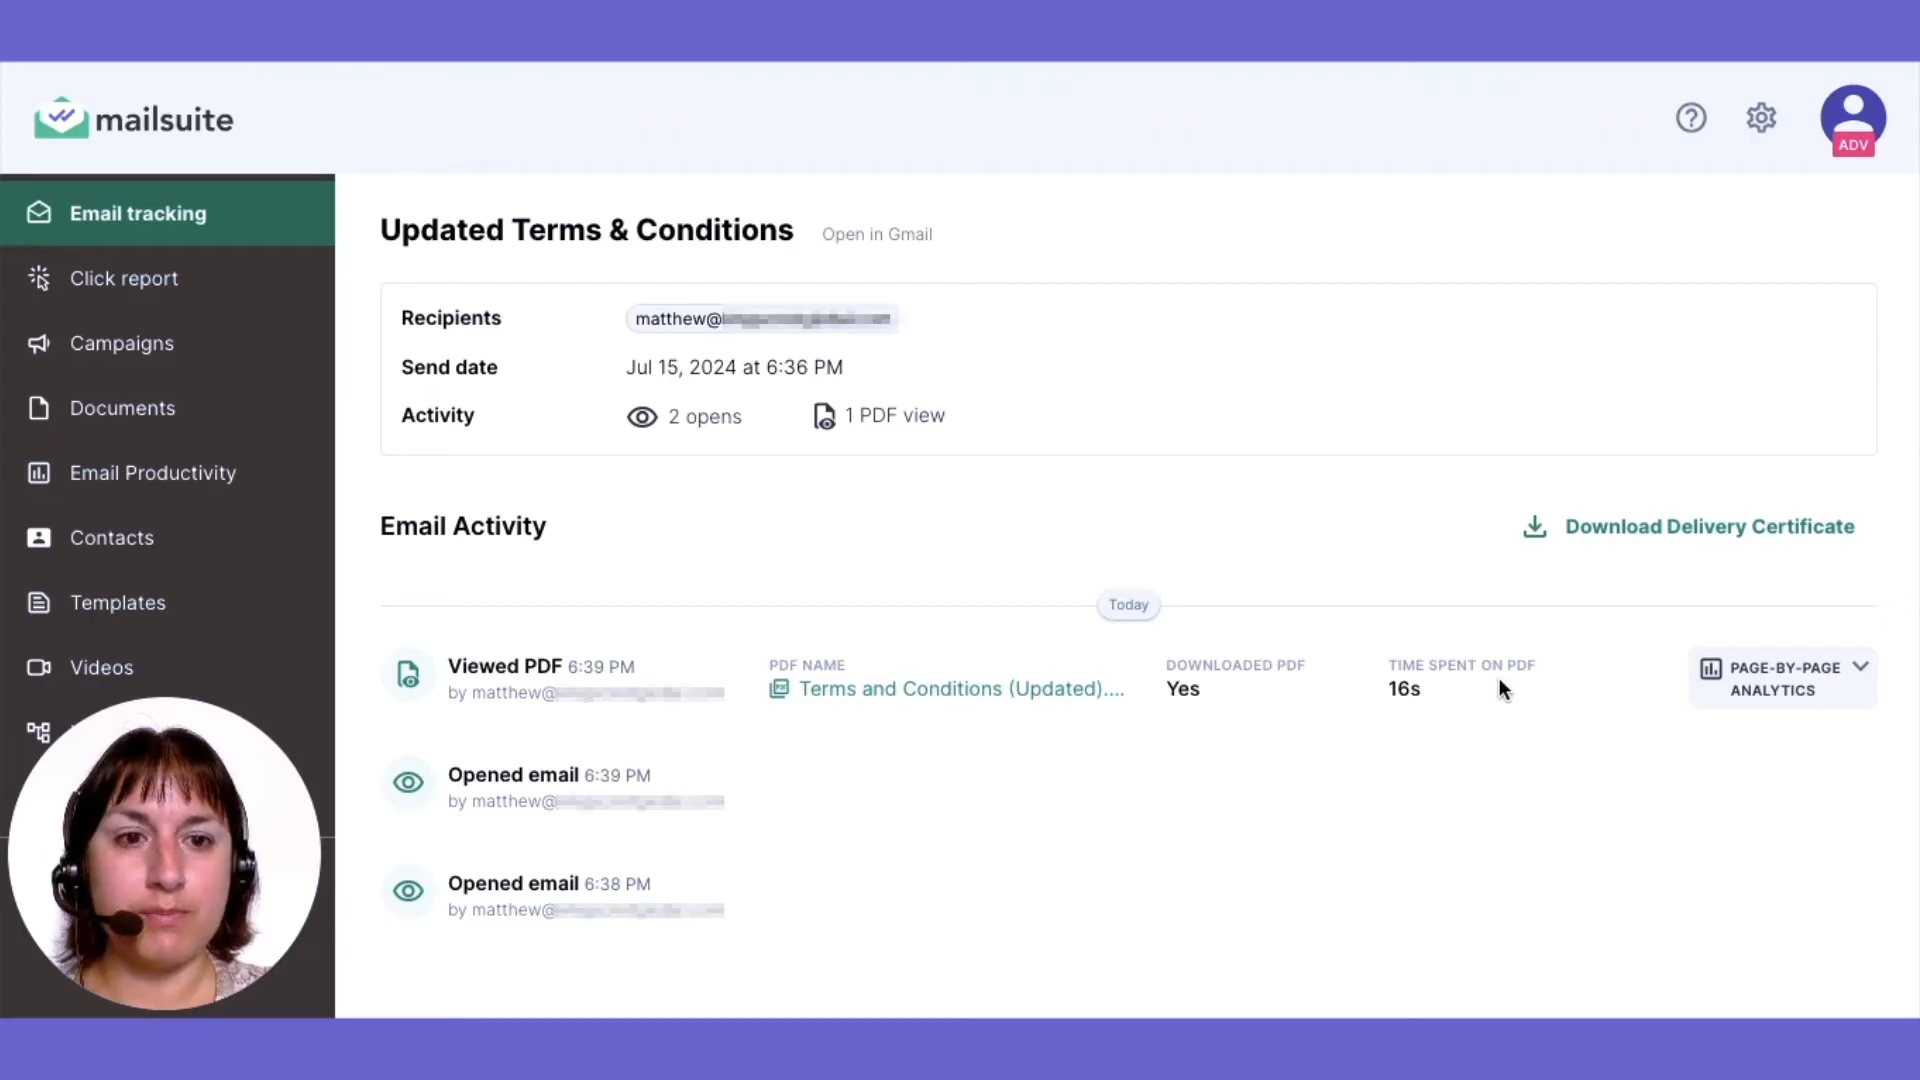 mailsuite
ADV
Email tracking
Click report
Campaigns
Documents
Email Productivity
Contacts
Templates
Videos
Updated Terms & Conditions Open in Gmail
Recipients matthew@
Send date Jul 15, 2024 at 6:36 PM
Activity 2 opens 1 PDF view
Email Activity Download Delivery Certificate
Today
Viewed PDF 6:39 PM
by matthew@
PDF NAME
Terms and Conditions (Updated)....
DOWNLOADED PDF
Yes
TIME SPENT ON PDF
16s
PAGE-BY-PAGE
ANALYTICS
Opened email 6:39 PM
by matthew@
Opened email 6:38 PM
by matthew@